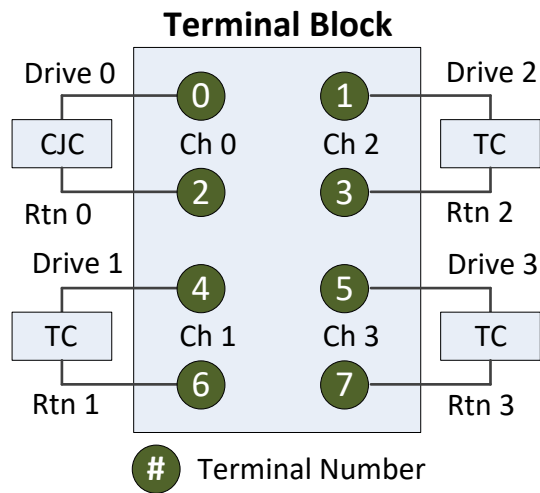 Terminal Block
Drive 0
0
1
Drive 2
CJC
Ch 0
Ch 2
TC
Rtn 0
2
3
Rtn 2
Drive 1
4
5
Drive 3
TC
Ch 1
Ch 3
TC
Rtn 1
6
7
Rtn 3
# Terminal Number